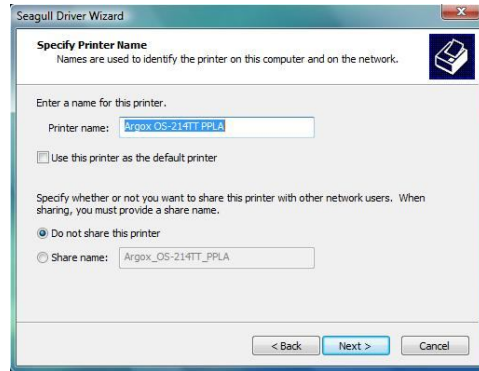 Seagull Driver Wizard
Specify Printer Name
Names are used to identify the printer on this computer and on the network.
Enter a name for this printer.
Printer name: Argox OS-214TT PPLA
Use this printer as the default printer
Specify whether or not you want to share this printer with other network users. When
sharing, you must provide a share name.
Do not share this printer
Share name: Argox_OS-214TT_PPLA
< Back Next > Cancel